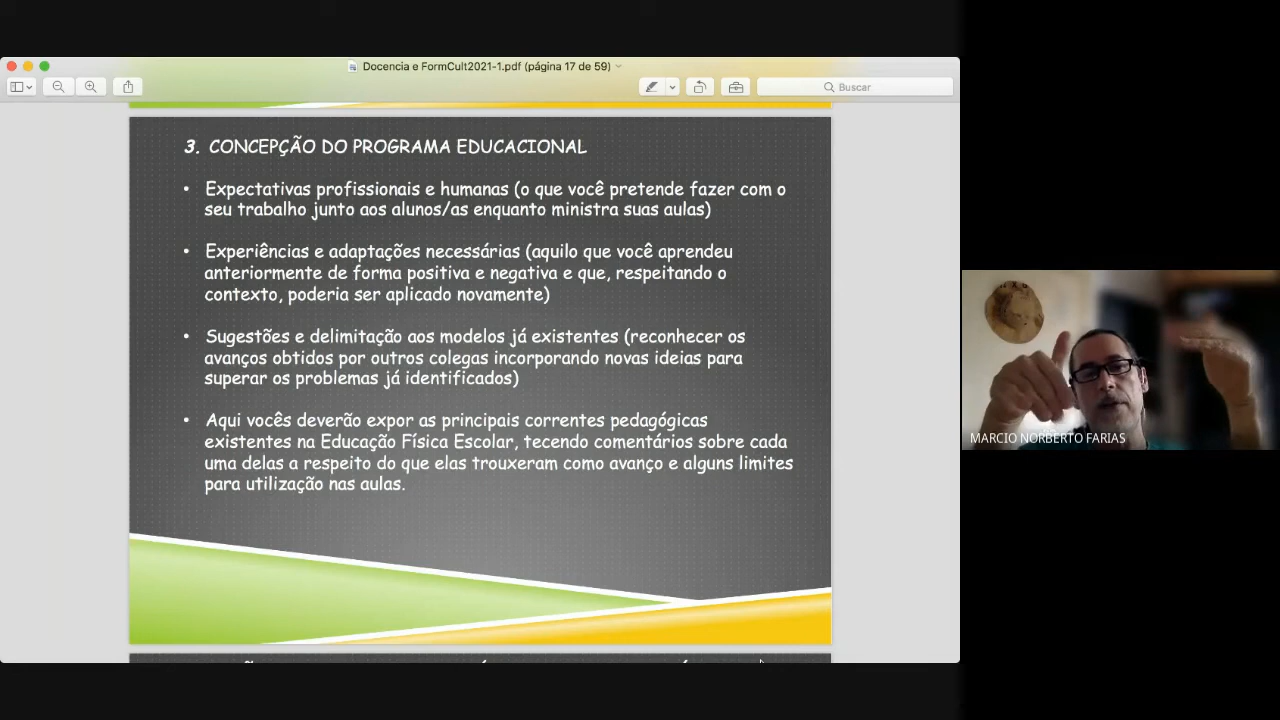 Docencia e FormCult2021-1.pdf (página 17 de 59)
Buscar
3. CONCEPÇÃO DO PROGRAMA EDUCACIONAL
• Expectativas profissionais e humanas (o que você pretende fazer com o
seu trabalho junto aos alunos/as enquanto ministra suas aulas)
• Experiências e adaptações necessárias (aquilo que você aprendeu
anteriormente de forma positiva e negativa e que, respeitando o
contexto, poderia ser aplicado novamente)
• Sugestões e delimitação aos modelos já existentes (reconhecer os
avanços obtidos por outros colegas incorporando novas ideias para
superar os problemas já identificados)
• Aqui vocês deverão expor as principais correntes pedagógicas
existentes na Educação Física Escolar, tecendo comentários sobre cada
uma delas a respeito do que elas trouxeram como avanço e alguns limites
para utilização nas aulas.
MARCIO NORBERTO FARIAS